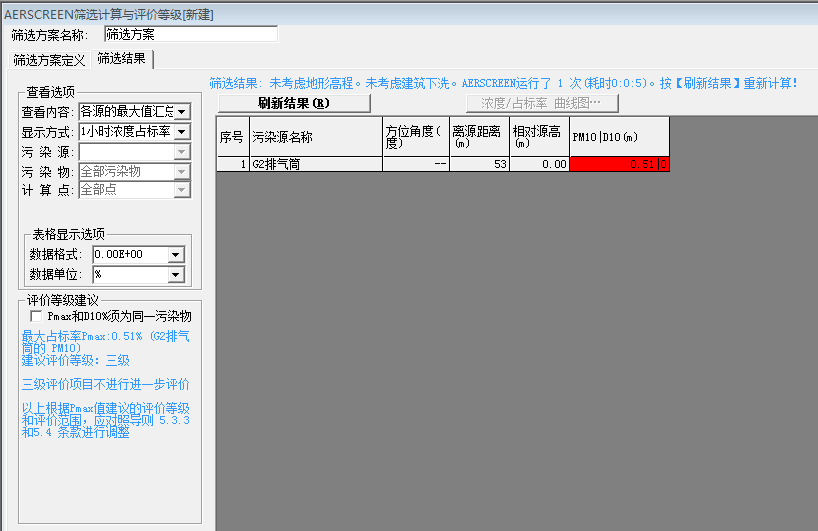 AERSCREEN筛选计算与评价等级[新建]
筛选方案名称: 筛选方案
筛选方案定义 筛选结果
筛选结果: 未考虑地形高程。未考虑建筑下洗。AERSCREEN运行了 1 次(耗时0:0:5)。按【刷新结果】重新计算!
刷新结果(R) 浓度/占标率 曲线图…
查看选项
查看内容: 各源的最大值汇总
显示方式: 1小时浓度占标率
污 染 源:
污 染 物: 全部污染物
计 算 点: 全部点
表格显示选项
数据格式: 0.00E+00
数据单位: %
评价等级建议
Pmax和D10%须为同一污染物
最大占标率Pmax:0.51% (G2排气
筒的 PM10)
建议评价等级: 三级
三级评价项目不进行进一步评价
以上根据Pmax值建议的评价等级
和评价范围, 应对照导则 5.3.3
和5.4 条款进行调整
序号 污染源名称 方位角度(度) 离源距离(m) 相对源高(m) PM10|D10(m)
1 G2排气筒 -- 53 0.00 0.51|0